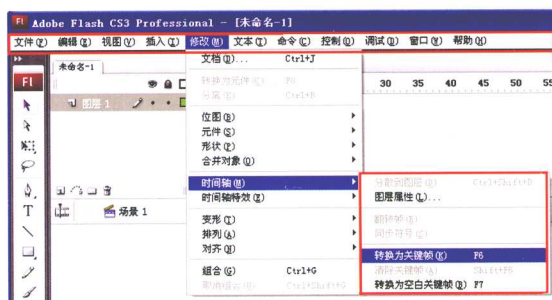 Adobe Flash CS3 Professional - [未命名-1]
文件(F) 编辑(E) 视图(V) 插入(I) 修改(M) 文本(T) 命令(C) 控制(O) 调试(D) 窗口(W) 帮助(H)
未命名-1
Fl
文档(D)... Ctrl+J
转换为元件(C) F8
分离(K) Ctrl+B
30 35 40 45 50 55
图层 1
位图(B)
元件(S)
形状(P)
合并对象(O)
时间轴(M)
时间轴特效(E)
分散到图层(D) Ctrl+Shift+D
图层属性(L)...
场景 1
变形(T)
排列(A)
对齐(N)
翻转帧(R)
同步符号(S)
转换为关键帧(K) F6
组合(G) Ctrl+G
清除关键帧(A) Shift+F6
取消组合(U) Ctrl+Shift+G
转换为空白关键帧(B) F7